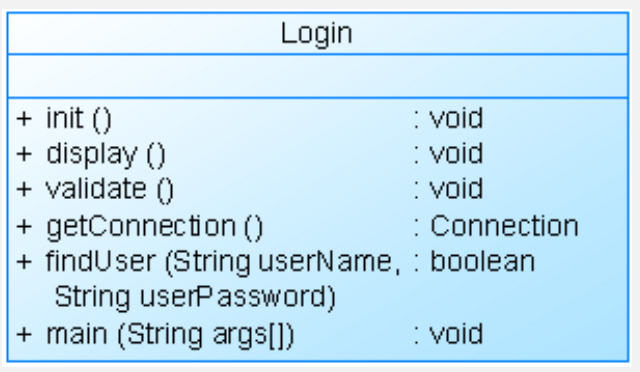 Login
+ init () : void
+ display () : void
+ validate () : void
+ getConnection () : Connection
+ findUser (String userName, : boolean
String userPassword)
+ main (String args[]) : void